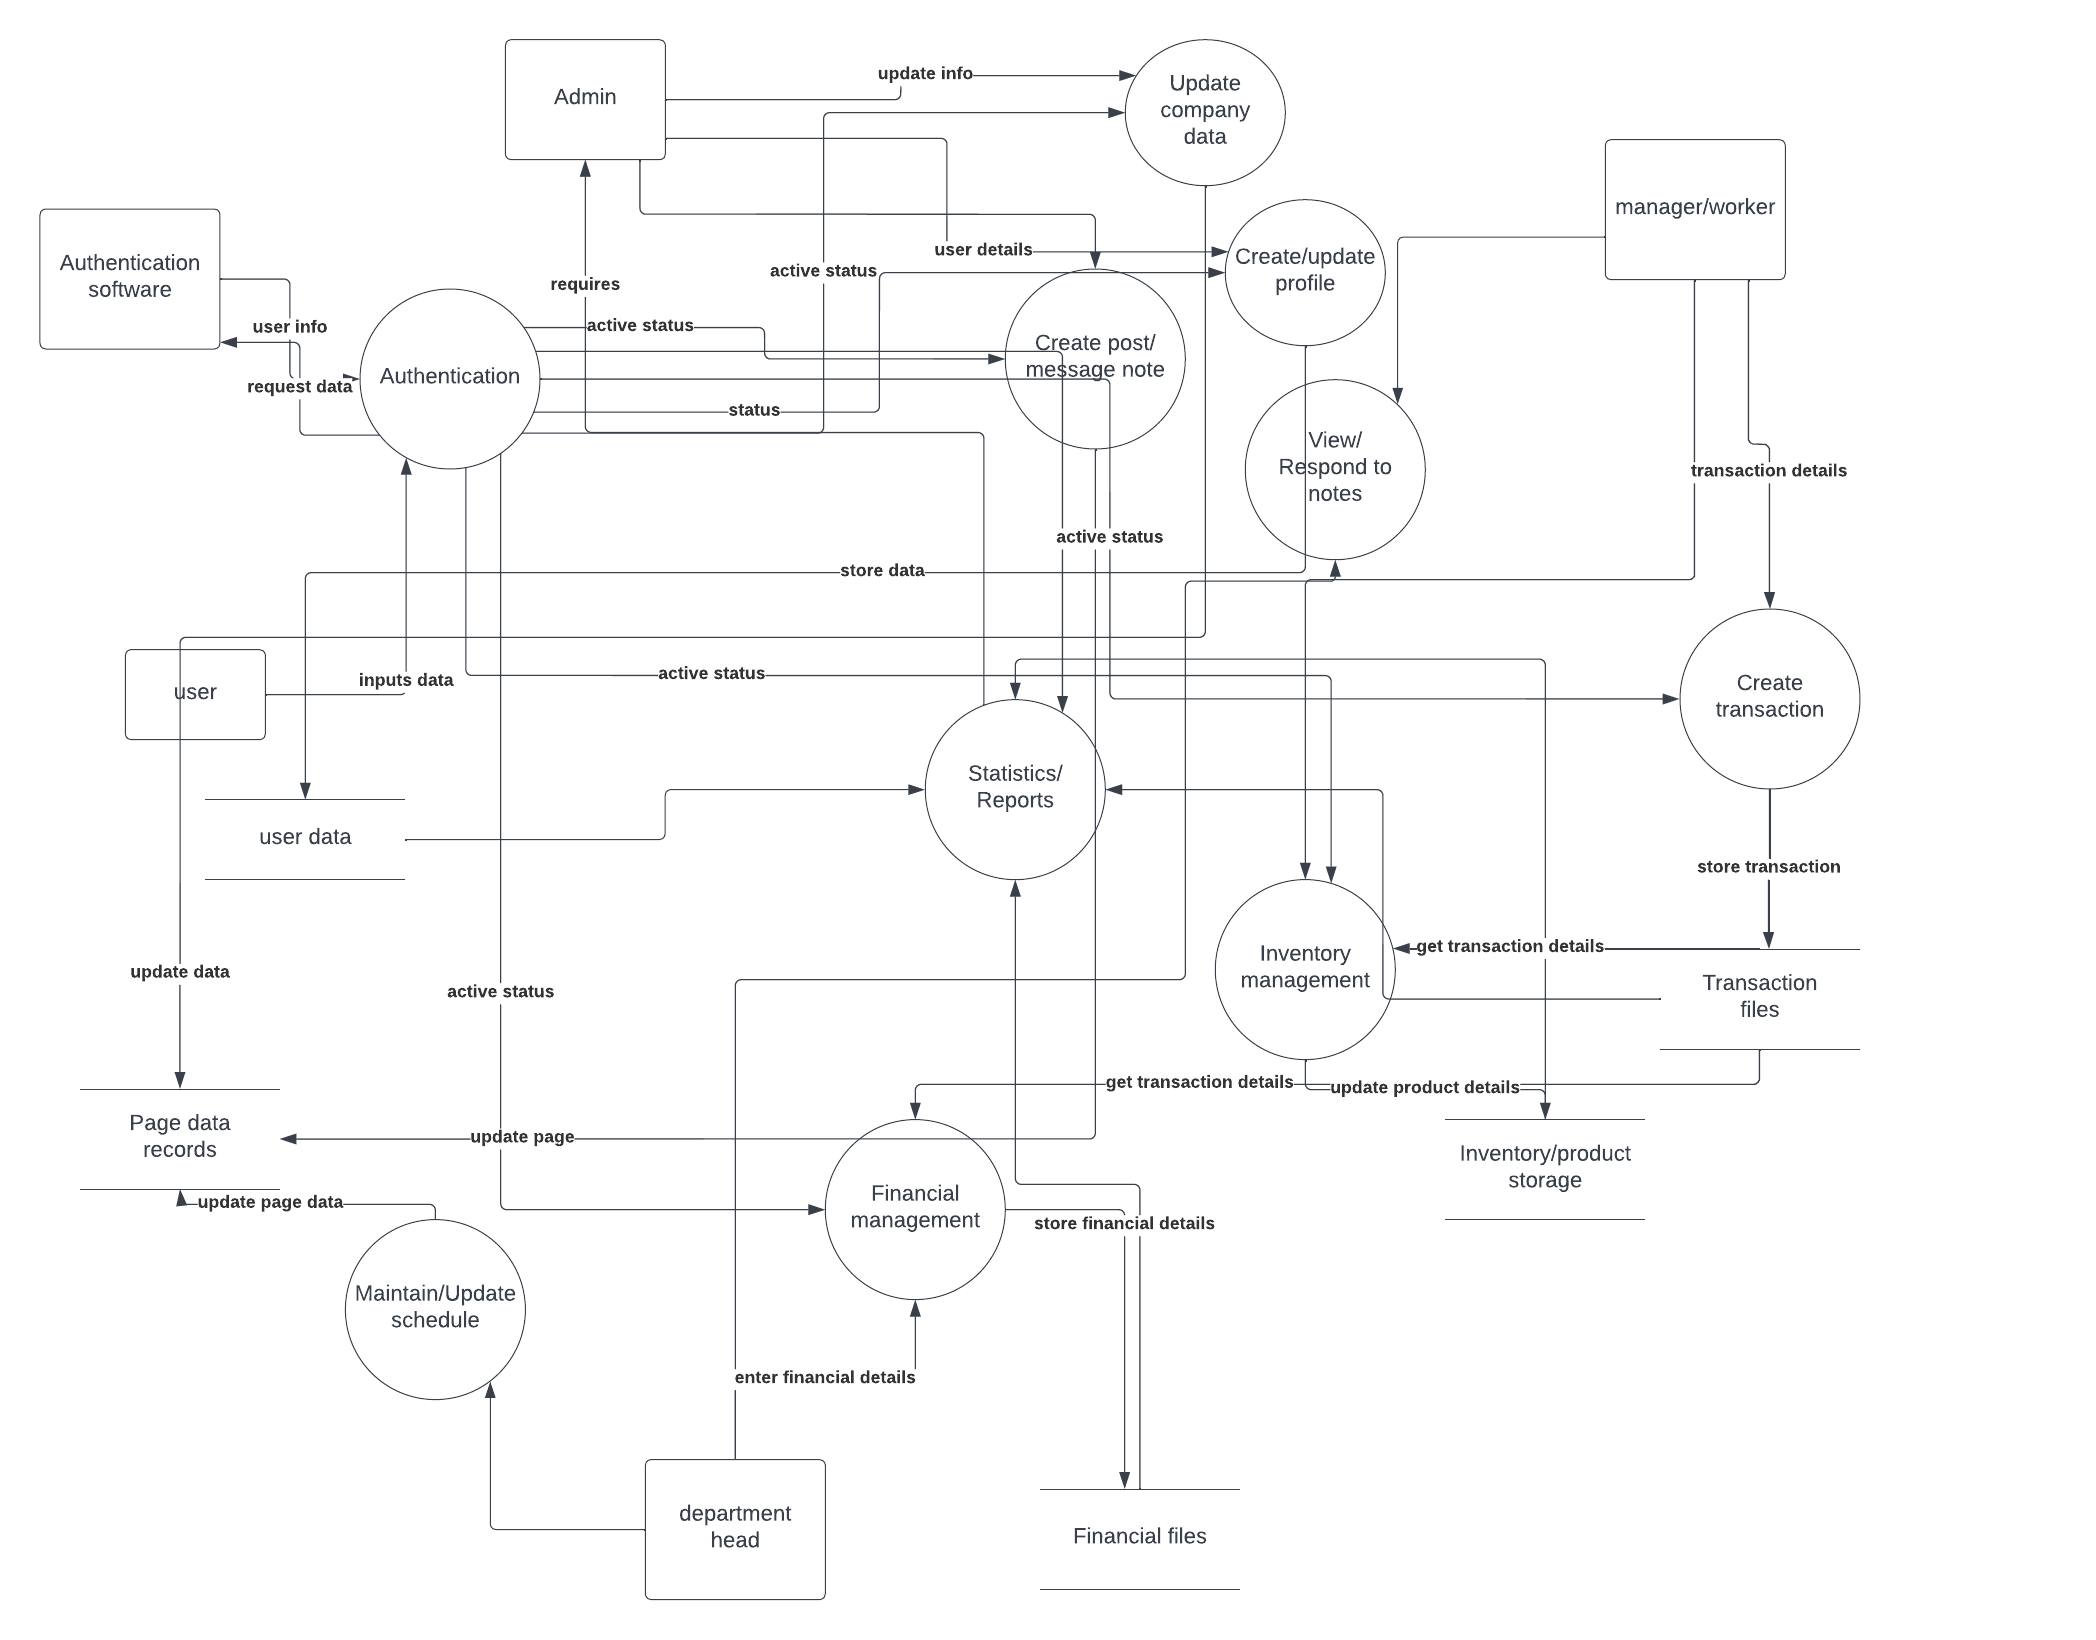 Admin
update info
Update
company
data
manager/worker
Authentication
software
user details
Create/update
profile
active status
requires
user info
active status
Create post/
message note
Authentication
request data
status
View/
Respond to
notes
transaction details
active status
store data
inputs data
active status
user
Create
transaction
Statistics/
Reports
user data
store transaction
get transaction details
Inventory
management
Transaction
files
update data
active status
get transaction details
update product details
Page data
records
update page
Inventory/product
storage
update page data
Financial
management
store financial details
Maintain/Update
schedule
enter financial details
department
head
Financial files